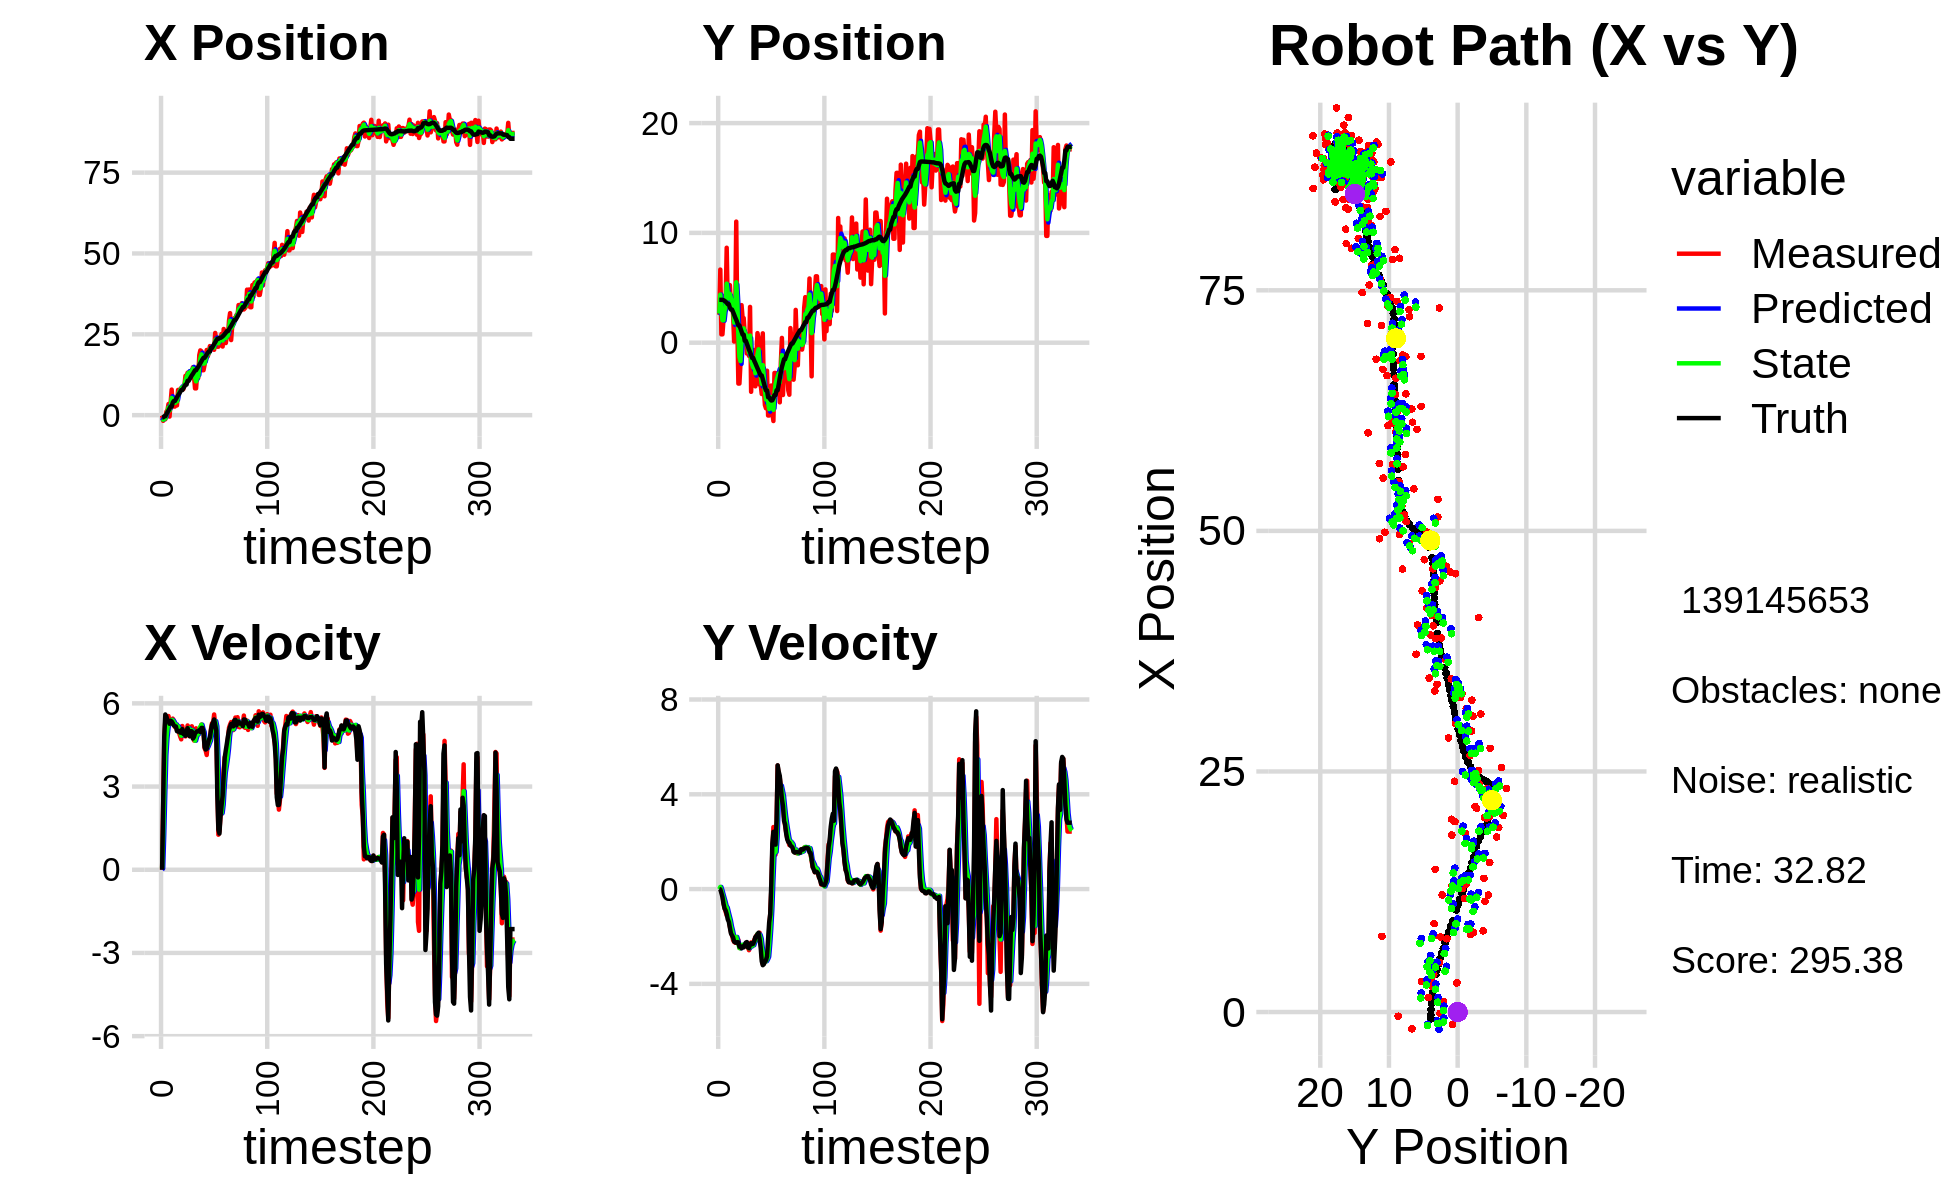 X Position
75
50
25
0
0
100
200
300
timestep
Y Position
20
10
0
0
100
200
300
timestep
X Velocity
6
3
0
-3
-6
0
100
200
300
timestep
Y Velocity
8
4
0
-4
0
100
200
300
timestep
Robot Path (X vs Y)
X Position
75
50
25
0
20 10 0 -10 -20
Y Position
variable
Measured
Predicted
State
Truth
139145653
Obstacles: none
Noise: realistic
Time: 32.82
Score: 295.38